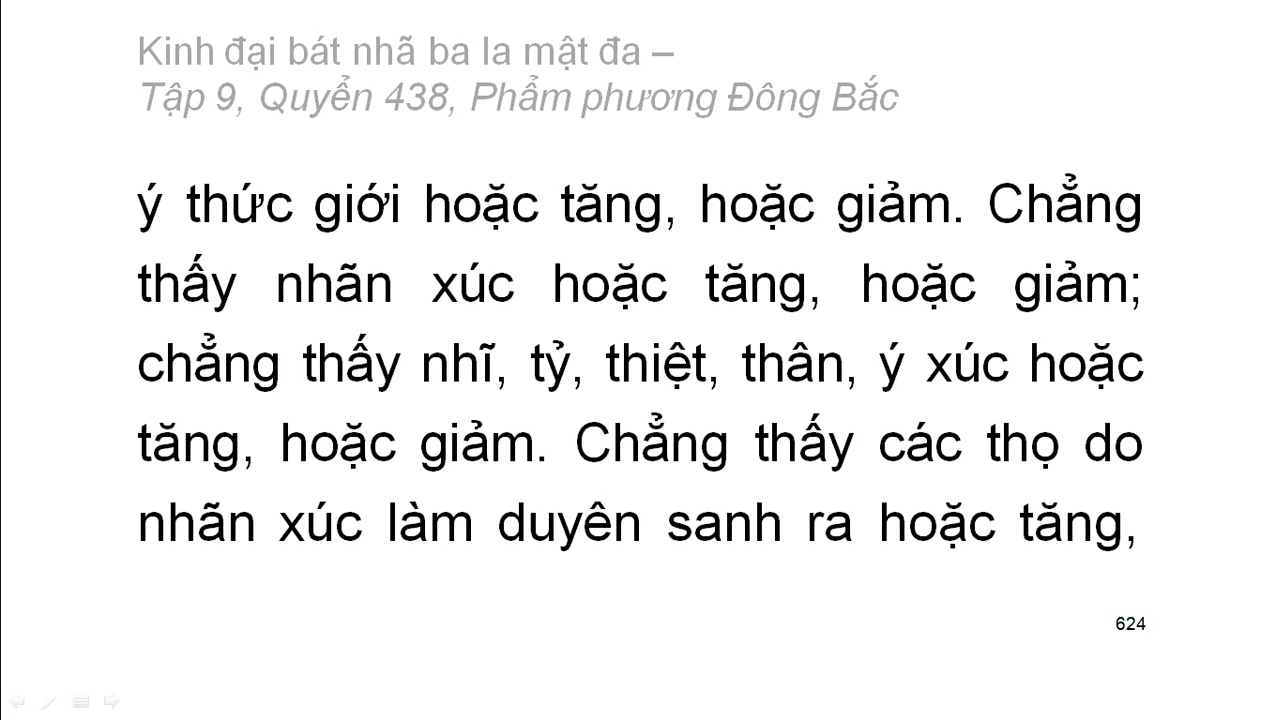 Kinh đại bát nhã ba la mật đa –
Tập 9, Quyển 438, Phẩm phương Đông Bắc
ý thức giới hoặc tăng, hoặc giảm. Chẳng
thấy nhãn xúc hoặc tăng, hoặc giảm;
chẳng thấy nhĩ, tỷ, thiệt, thân, ý xúc hoặc
tăng, hoặc giảm. Chẳng thấy các thọ do
nhãn xúc làm duyên sanh ra hoặc tăng,
624